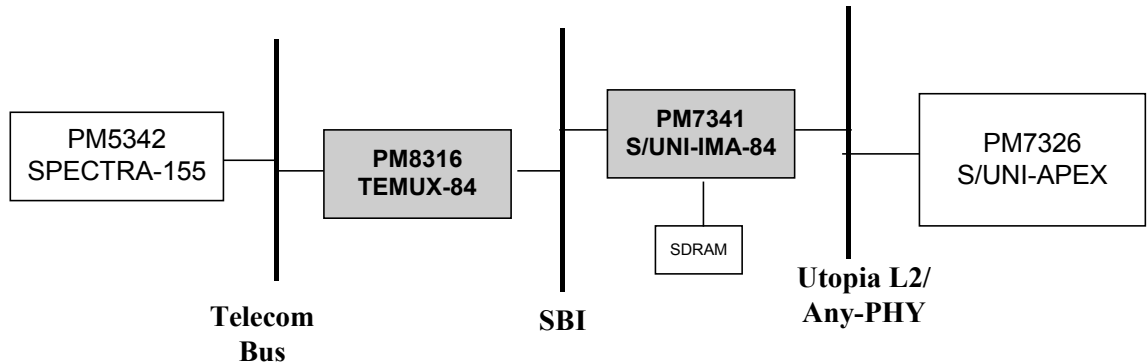 PM5342
SPECTRA-155
PM8316
TEMUX-84
PM7341
S/UNI-IMA-84
SDRAM
PM7326
S/UNI-APEX
Telecom
Bus
SBI
Utopia L2/
Any-PHY